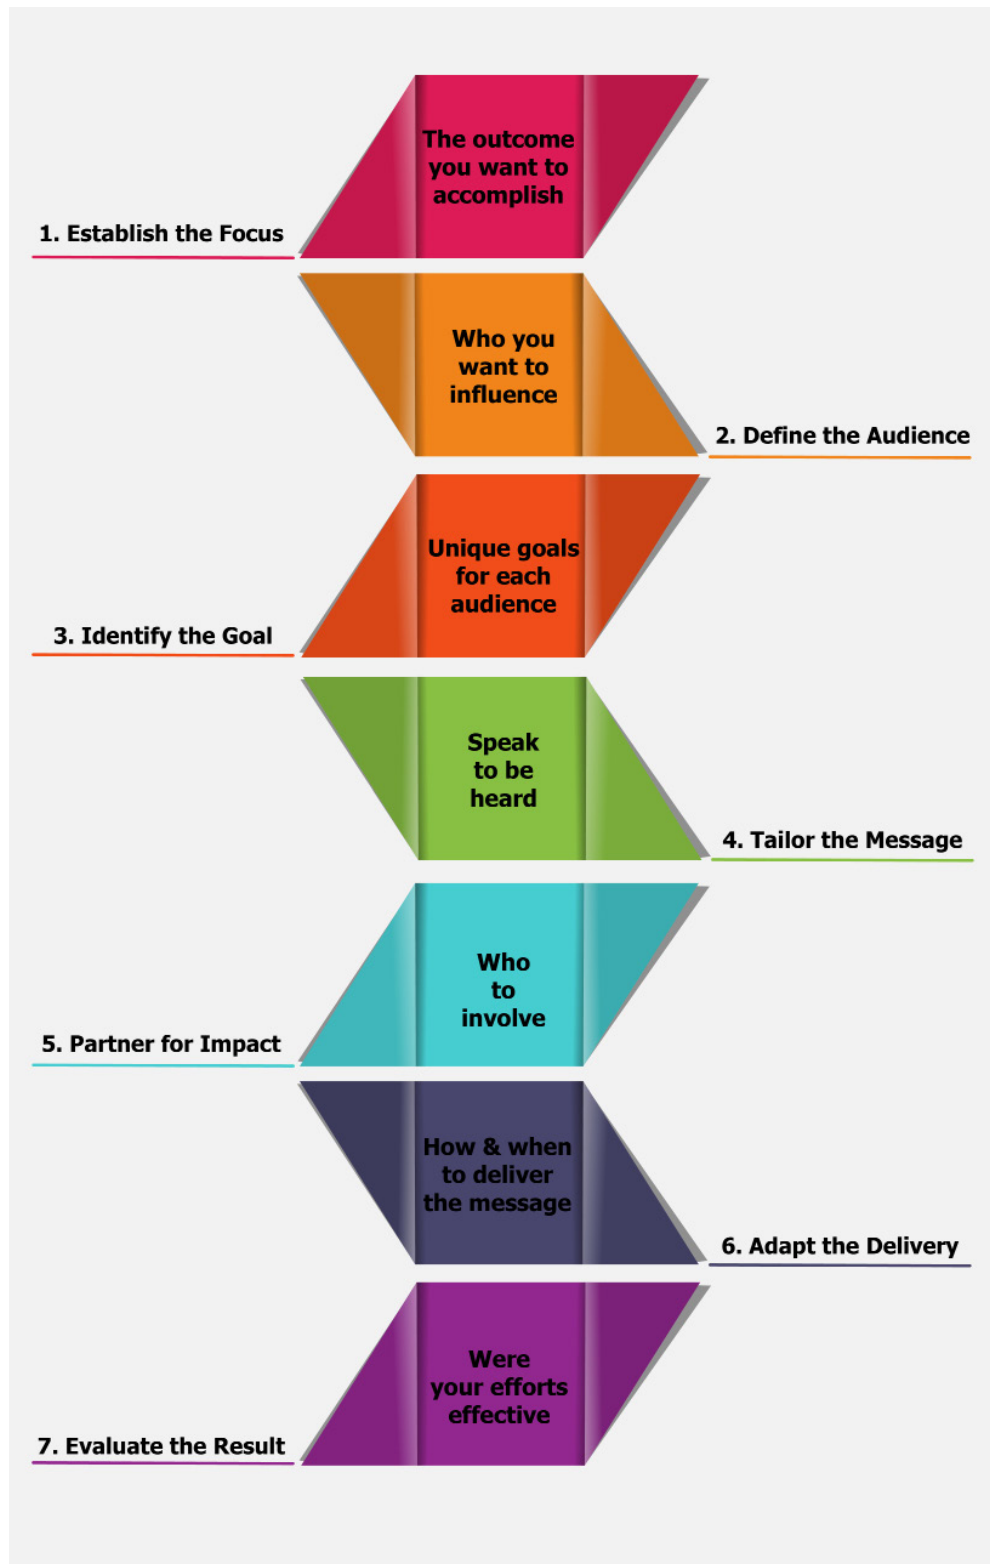 The outcome
you want to
accomplish
1. Establish the Focus
Who you
want to
influence
2. Define the Audience
Unique goals
for each
audience
3. Identify the Goal
Speak
to be
heard
4. Tailor the Message
Who
to
involve
5. Partner for Impact
How & when
to deliver
the message
6. Adapt the Delivery
Were
your efforts
effective
7. Evaluate the Result